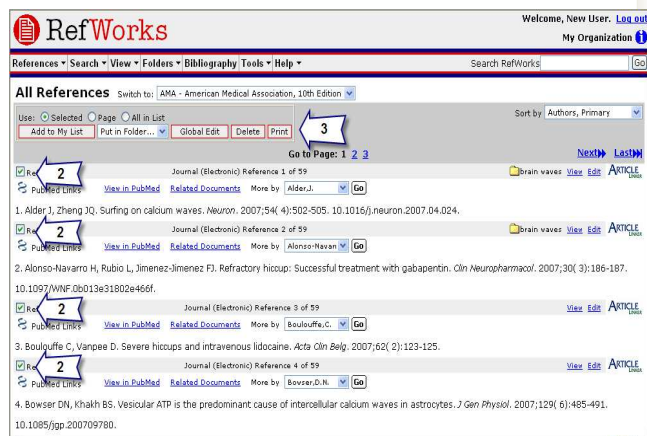 Welcome, New User. Log out
RefWorks
My Organization i
References Search View Folders Bibliography Tools Help Search RefWorks Go
All References Switch to: AMA - American Medical Association, 10th Edition
Use: Selected Page All in List Sort by Authors, Primary
Add to My List Put in Folder... Global Edit Delete Print 3
Go to Page: 1 2 3 Next Last
Re 2 Journal (Electronic) Reference 1 of 59 brain waves View Edit ARTICLE LINKER
PubMed Links View in PubMed Related Documents More by Alder,J. Go
1. Alder J, Zheng JQ. Surfing on calcium waves. Neuron. 2007;54( 4):502-505. 10.1016/j.neuron.2007.04.024.
Re 2 Journal (Electronic) Reference 2 of 59 brain waves View Edit ARTICLE LINKER
PubMed Links View in PubMed Related Documents More by Alonso-Navan Go
2. Alonso-Navarro H, Rubio L, Jimenez-Jimenez FJ. Refractory hiccup: Successful treatment with gabapentin. Clin Neuropharmacol. 2007;30( 3):186-187.
10.1097/WNF.0b013e31802e466f.
Re 2 Journal (Electronic) Reference 3 of 59 View Edit ARTICLE LINKER
PubMed Links View in PubMed Related Documents More by Boulouffe,C. Go
3. Boulouffe C, Vanpee D. Severe hiccups and intravenous lidocaine. Acta Clin Belg. 2007;62( 2):123-125.
Re 2 Journal (Electronic) Reference 4 of 59 View Edit ARTICLE LINKER
PubMed Links View in PubMed Related Documents More by Bowser,D.N. Go
4. Bowser DN, Khakh BS. Vesicular ATP is the predominant cause of intercellular calcium waves in astrocytes. J Gen Physiol. 2007;129( 6):485-491.
10.1085/jgp.200709780.